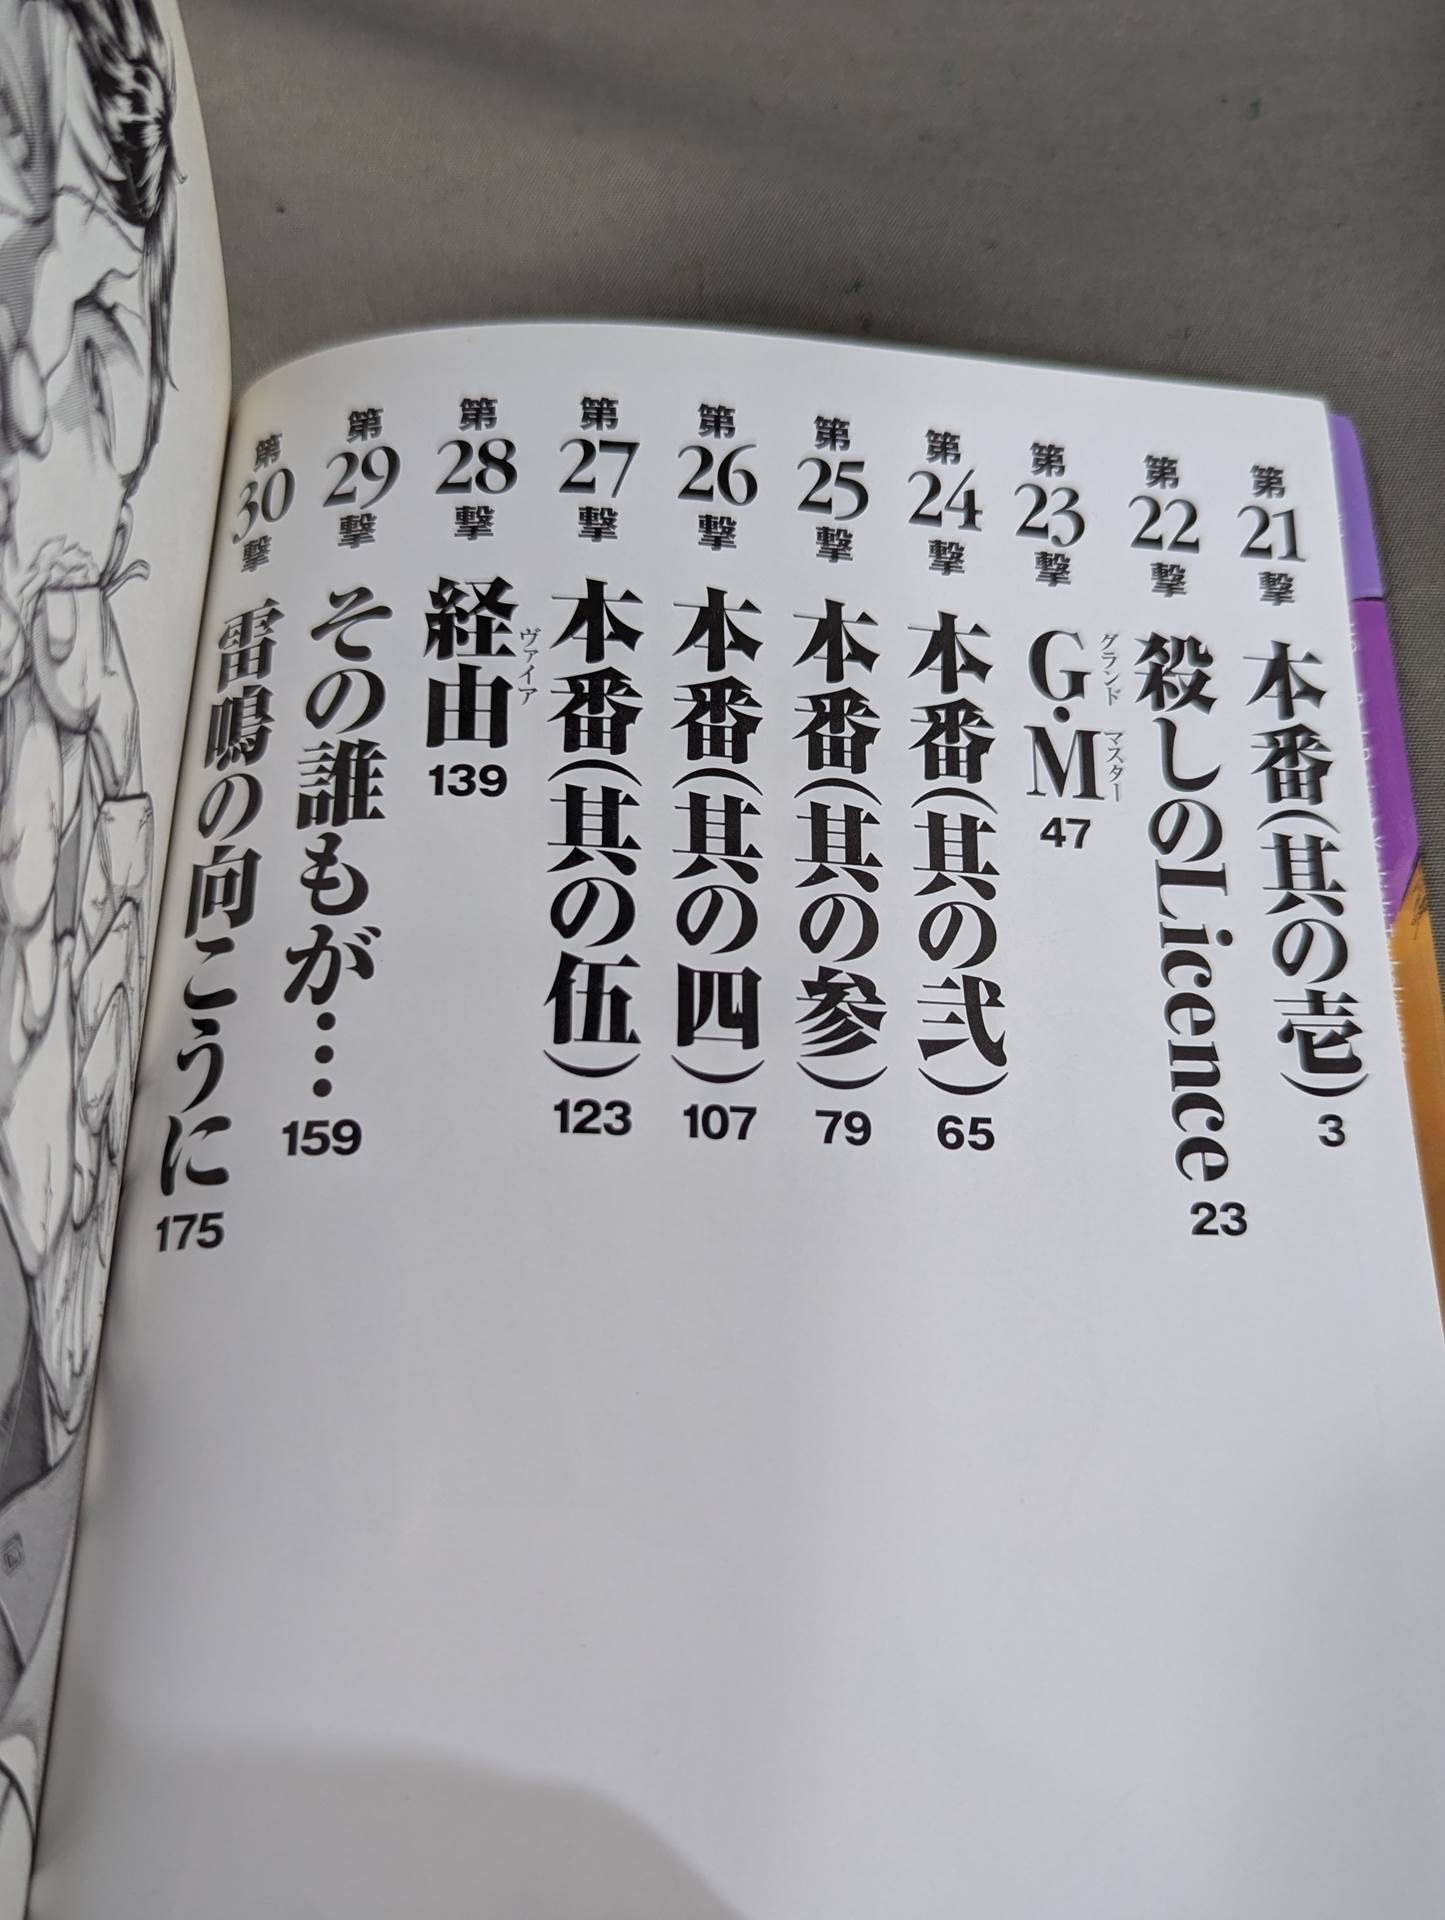 第21撃 本番(其の壱) 3
第22撃 殺しのLicence 23
第23撃 G・M グランド マスター 47
第24撃 本番(其の弐) 65
第25撃 本番(其の参) 79
第26撃 本番(其の四) 107
第27撃 本番(其の伍) 123
第28撃 経由 ヴァイア 139
第29撃 その誰もが… 159
第30撃 雷鳴の向こうに 175